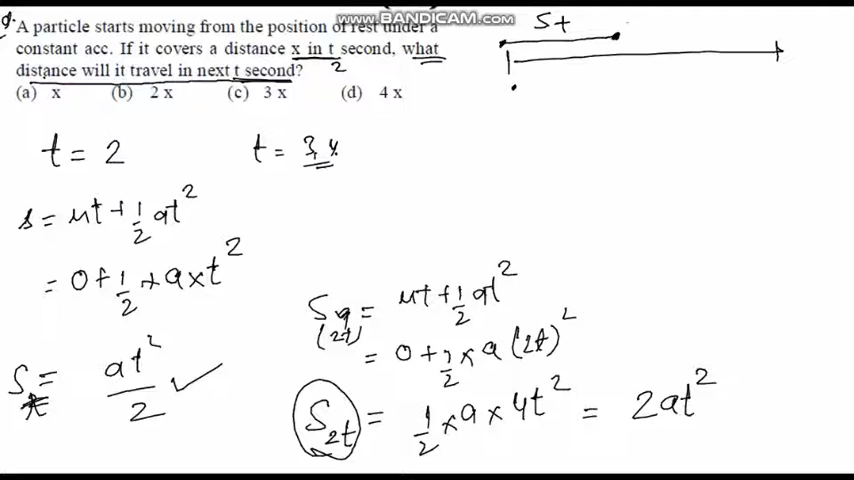 www.BANDICAM.com
Q. A particle starts moving from the position of rest under a
constant acc. If it covers a distance x in t second, what
distance will it travel in next t second?
2
(a) x (b) 2 x (c) 3 x (d) 4 x
St
t = 2 t = 3,4
s = ut + 1/2 at²
= 0 + 1/2 × a × t²
S = at²/2 ✓
S(2t) = ut + 1/2 at²
= 0 + 1/2 × a (2t)²
S2t = 1/2 × a × 4t² = 2at²